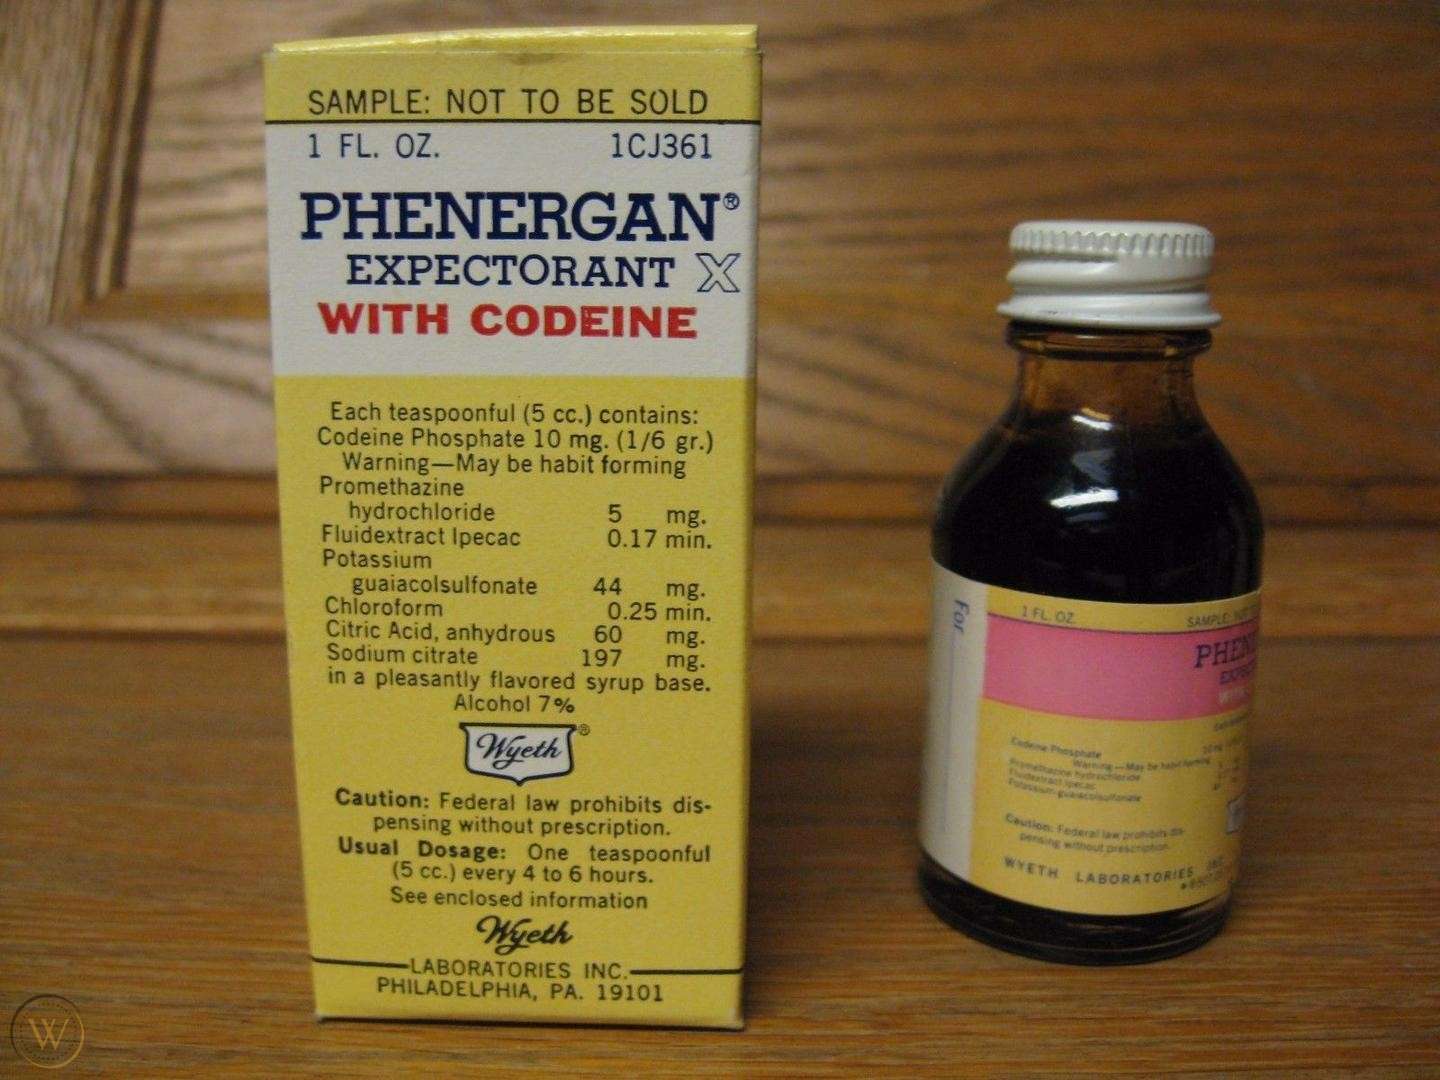 SAMPLE: NOT TO BE SOLD
1 FL. OZ. 1CJ361
PHENERGAN®
EXPECTORANT X
WITH CODEINE
Each teaspoonful (5 cc.) contains:
Codeine Phosphate 10 mg. (1/6 gr.)
Warning—May be habit forming
Promethazine
hydrochloride 5 mg.
Fluidextract Ipecac 0.17 min.
Potassium
guaiacolsulfonate 44 mg.
Chloroform 0.25 min.
Citric Acid, anhydrous 60 mg.
Sodium citrate 197 mg.
in a pleasantly flavored syrup base.
Alcohol 7%
Wyeth®
Caution: Federal law prohibits dis-
pensing without prescription.
Usual Dosage: One teaspoonful
(5 cc.) every 4 to 6 hours.
See enclosed information
Wyeth
LABORATORIES INC.
PHILADELPHIA, PA. 19101
For
1 FL. OZ. SAMPLE:
Codeine Phosphate
Warning—May be habit forming
Promethazine hydrochloride
Fluidextract Ipecac
Potassium guaiacolsulfonate
Caution: Federal law prohibits dis-
pensing without prescription.
WYETH LABORATORIES
W